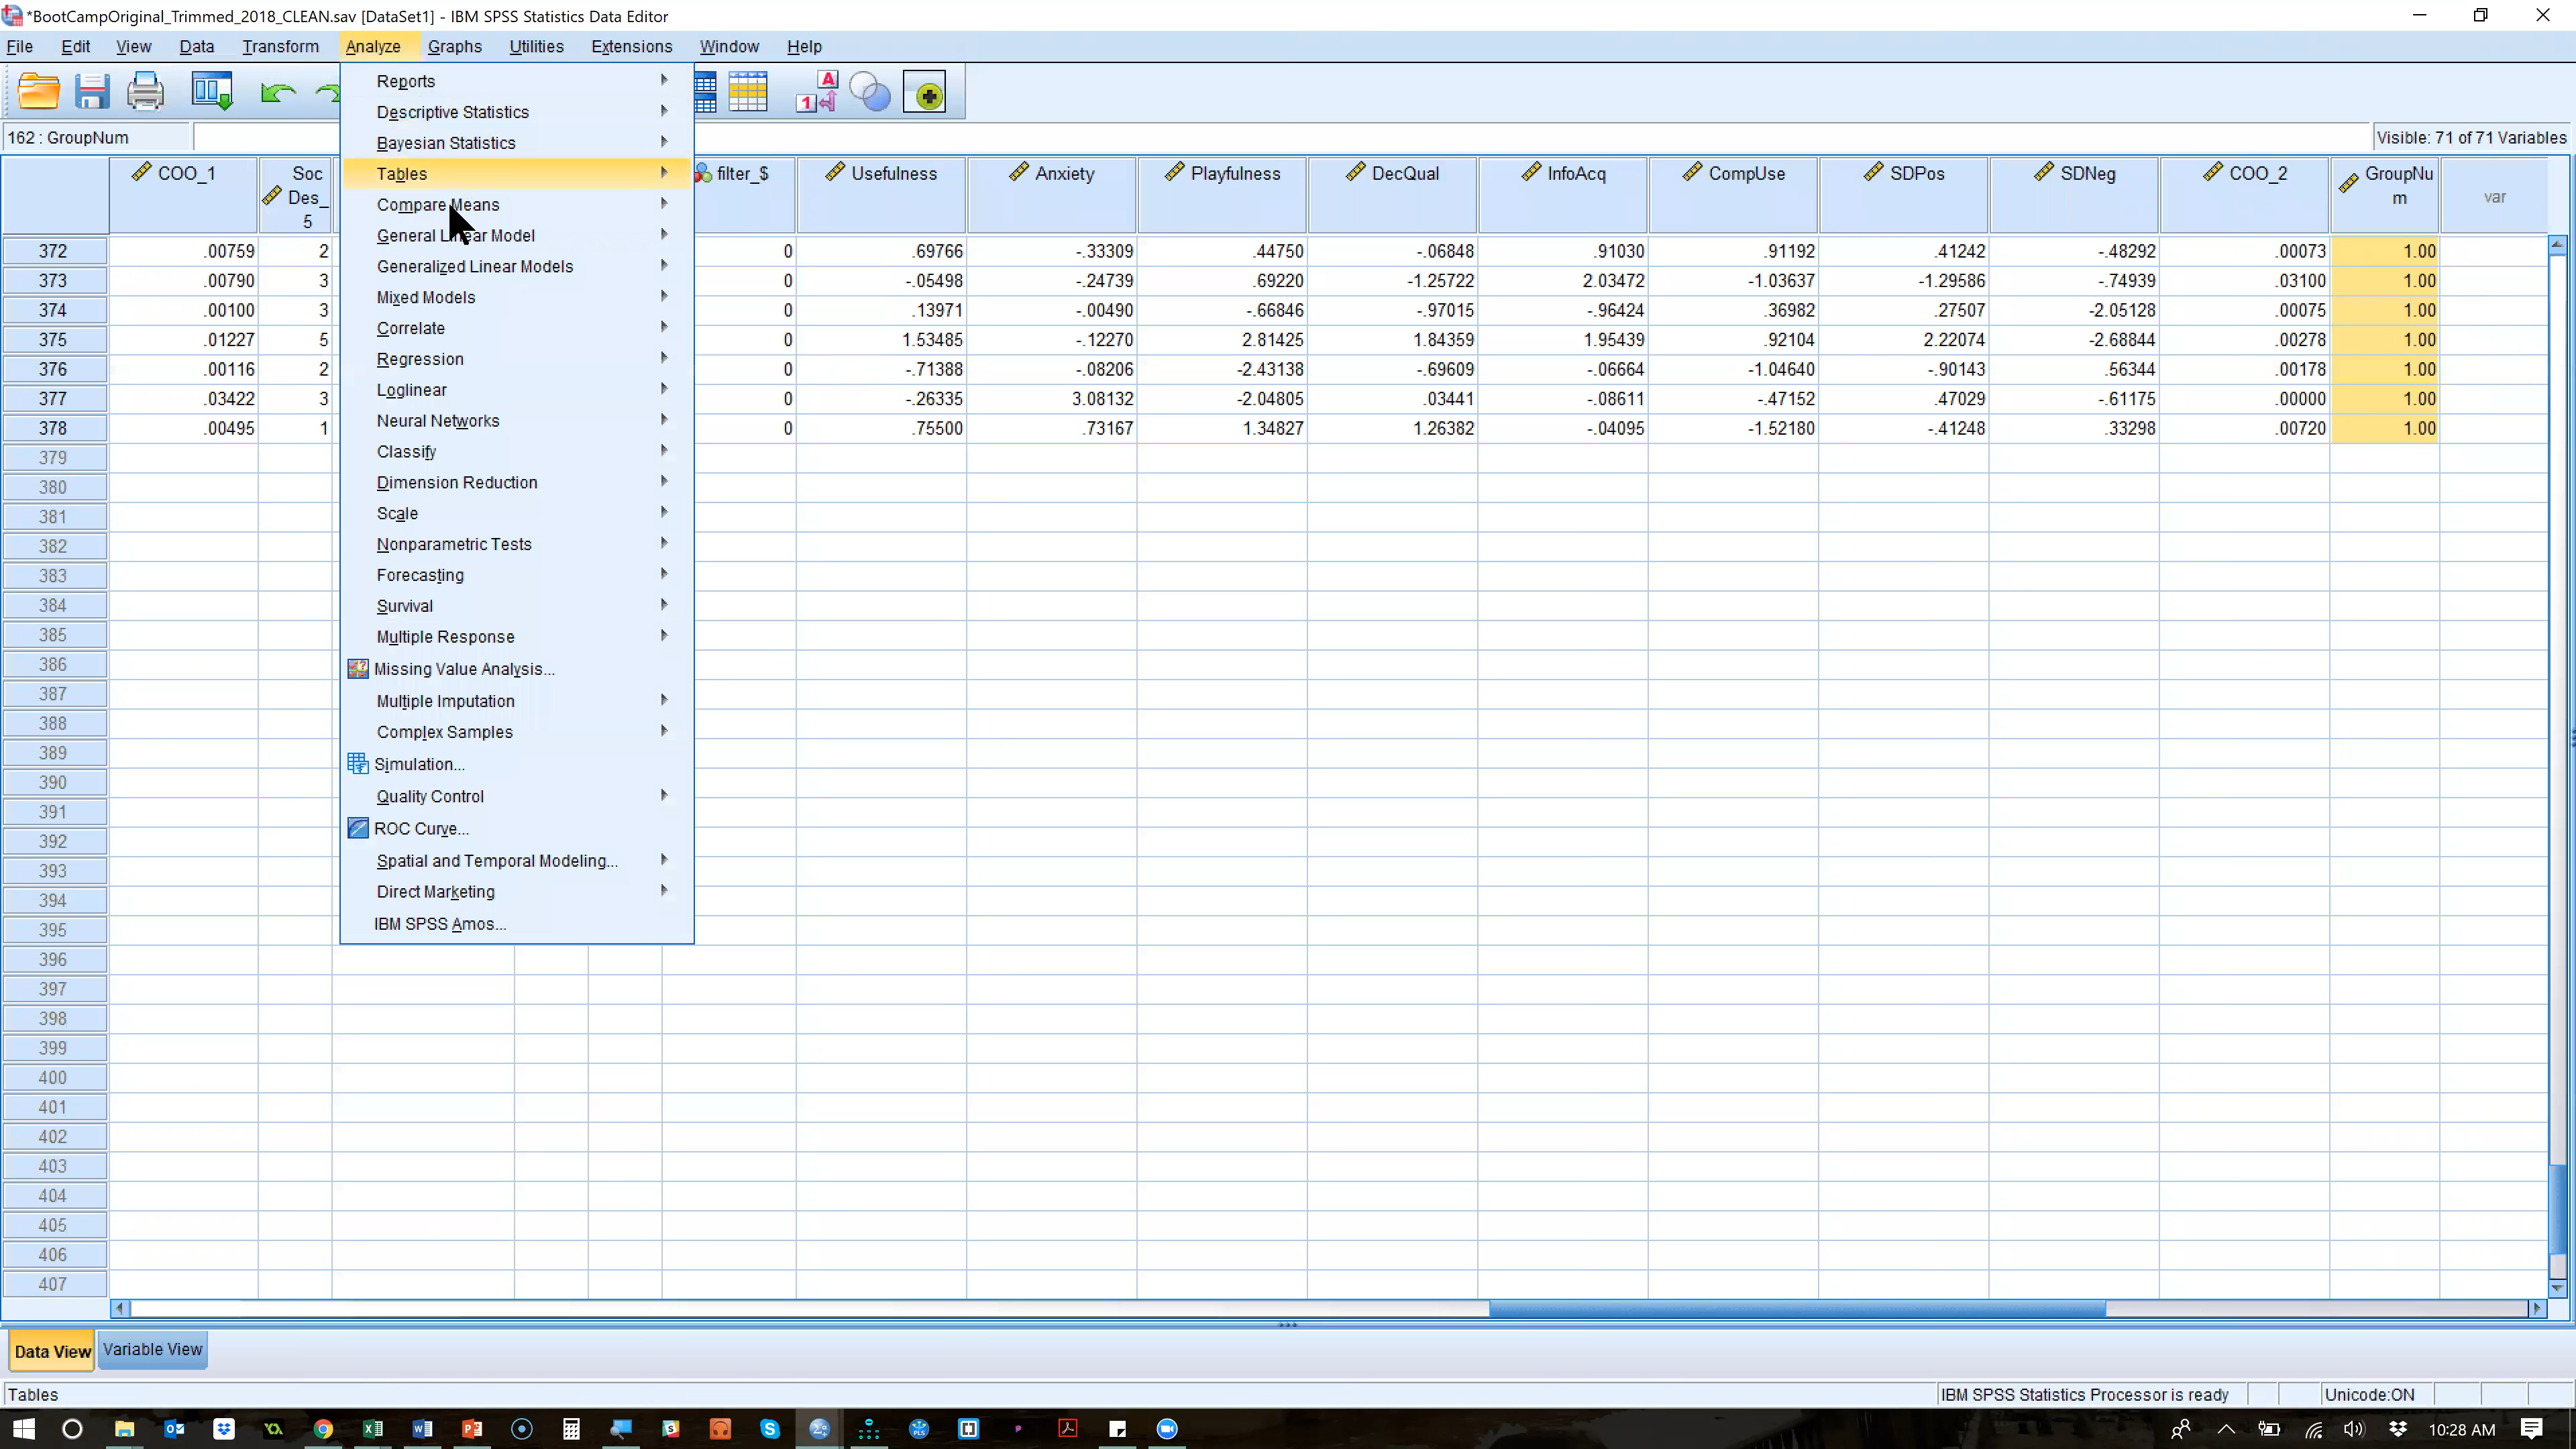 *BootCampOriginal_Trimmed_2018_CLEAN.sav [DataSet1] - IBM SPSS Statistics Data Editor
File Edit View Data Transform Analyze Graphs Utilities Extensions Window Help
162 : GroupNum
Visible: 71 of 71 Variables
Reports
Descriptive Statistics
Bayesian Statistics
Tables
Compare Means
General Linear Model
Generalized Linear Models
Mixed Models
Correlate
Regression
Loglinear
Neural Networks
Classify
Dimension Reduction
Scale
Nonparametric Tests
Forecasting
Survival
Multiple Response
Missing Value Analysis...
Multiple Imputation
Complex Samples
Simulation...
Quality Control
ROC Curve...
Spatial and Temporal Modeling...
Direct Marketing
IBM SPSS Amos...
COO_1 Soc Des_ 5 filter_$ Usefulness Anxiety Playfulness DecQual InfoAcq CompUse SDPos SDNeg COO_2 GroupNu m var
372 .00759 2 0 .69766 -.33309 .44750 -.06848 .91030 .91192 .41242 -.48292 .00073 1.00
373 .00790 3 0 -.05498 -.24739 .69220 -1.25722 2.03472 -1.03637 -1.29586 -.74939 .03100 1.00
374 .00100 3 0 .13971 -.00490 -.66846 -.97015 -.96424 .36982 .27507 -2.05128 .00075 1.00
375 .01227 5 0 1.53485 -.12270 2.81425 1.84359 1.95439 .92104 2.22074 -2.68844 .00278 1.00
376 .00116 2 0 -.71388 -.08206 -2.43138 -.69609 -.06664 -1.04640 -.90143 .56344 .00178 1.00
377 .03422 3 0 -.26335 3.08132 -2.04805 .03441 -.08611 -.47152 .47029 -.61175 .00000 1.00
378 .00495 1 0 .75500 .73167 1.34827 1.26382 -.04095 -1.52180 -.41248 .33298 .00720 1.00
379
380
381
382
383
384
385
386
387
388
389
390
391
392
393
394
395
396
397
398
399
400
401
402
403
404
405
406
407
Data View Variable View
Tables
IBM SPSS Statistics Processor is ready
Unicode:ON
10:28 AM